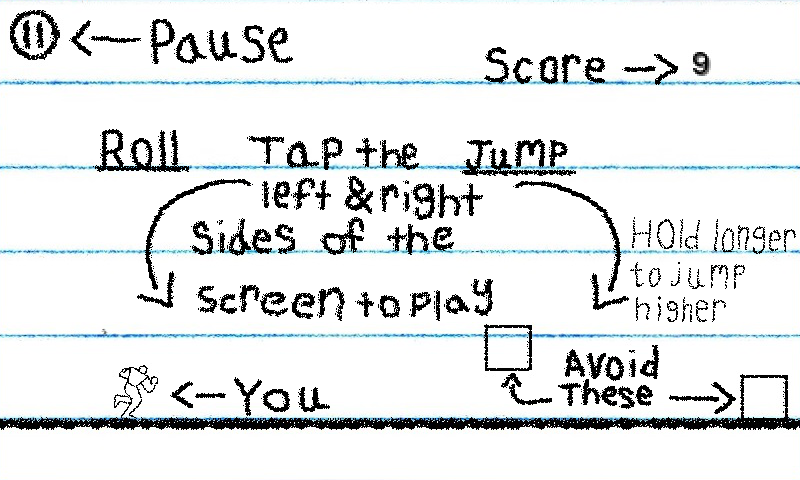 Pause
Score 9
Roll
Tap the
left & right
sides of the
screen to play
Jump
Hold longer
to jump
higher
You
Avoid
These